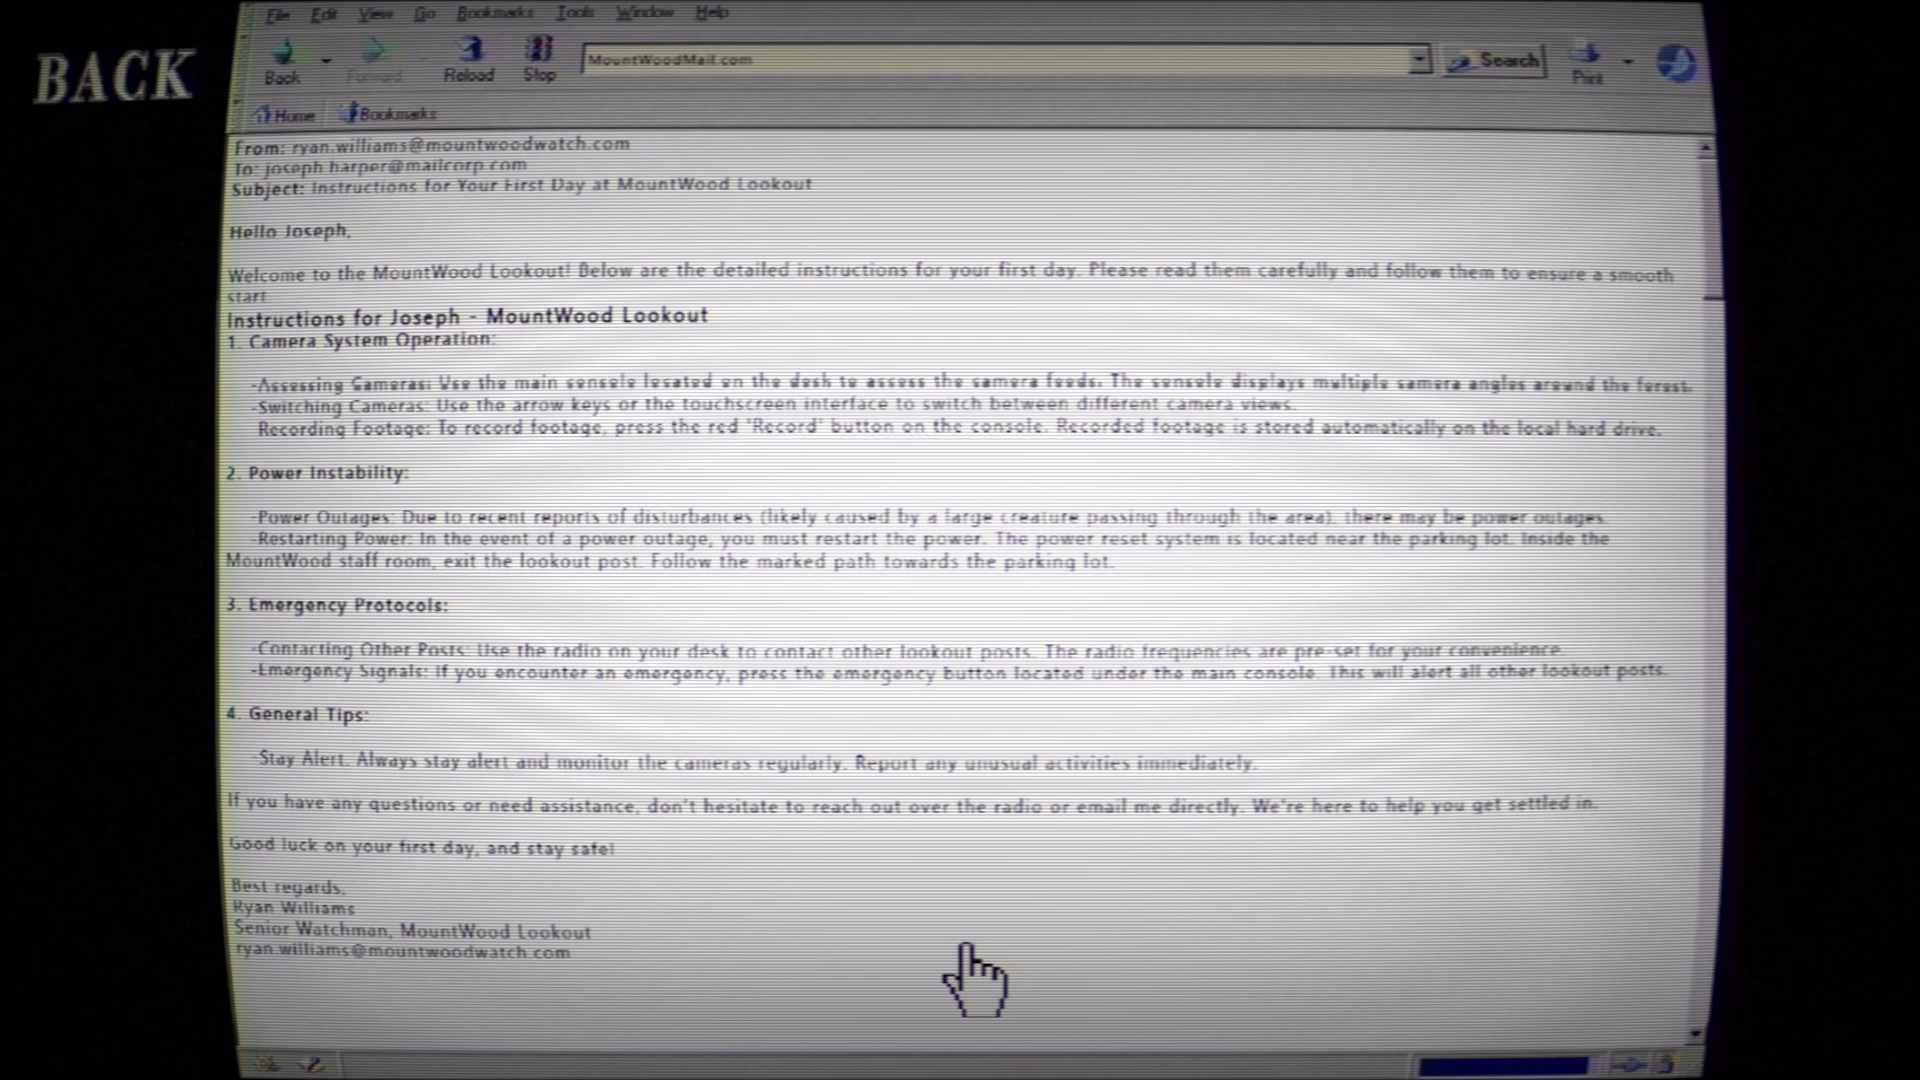 BACK
File Edit View Go Bookmarks Tools Window Help
Back Forward Reload Stop MountWoodMail.com Search Print
Home Bookmarks
From: ryan.williams@mountwoodwatch.com
To: joseph.harper@mailcorp.com
Subject: Instructions for Your First Day at MountWood Lookout
Hello Joseph,
Welcome to the MountWood Lookout! Below are the detailed instructions for your first day. Please read them carefully and follow them to ensure a smooth
start.
Instructions for Joseph - MountWood Lookout
1. Camera System Operation:
-Accessing Cameras: Use the main console located on the desk to access the camera feeds. The console displays multiple camera angles around the forest.
-Switching Cameras: Use the arrow keys or the touchscreen interface to switch between different camera views.
Recording Footage: To record footage, press the red 'Record' button on the console. Recorded footage is stored automatically on the local hard drive.
2. Power Instability:
-Power Outages: Due to recent reports of disturbances (likely caused by a large creature passing through the area), there may be power outages.
-Restarting Power: In the event of a power outage, you must restart the power. The power reset system is located near the parking lot. Inside the
MountWood staff room, exit the lookout post. Follow the marked path towards the parking lot.
3. Emergency Protocols:
-Contacting Other Posts: Use the radio on your desk to contact other lookout posts. The radio frequencies are pre-set for your convenience.
-Emergency Signals: If you encounter an emergency, press the emergency button located under the main console. This will alert all other lookout posts.
4. General Tips:
-Stay Alert. Always stay alert and monitor the cameras regularly. Report any unusual activities immediately.
If you have any questions or need assistance, don't hesitate to reach out over the radio or email me directly. We're here to help you get settled in.
Good luck on your first day, and stay safe!
Best regards,
Ryan Williams
Senior Watchman, MountWood Lookout
ryan.williams@mountwoodwatch.com